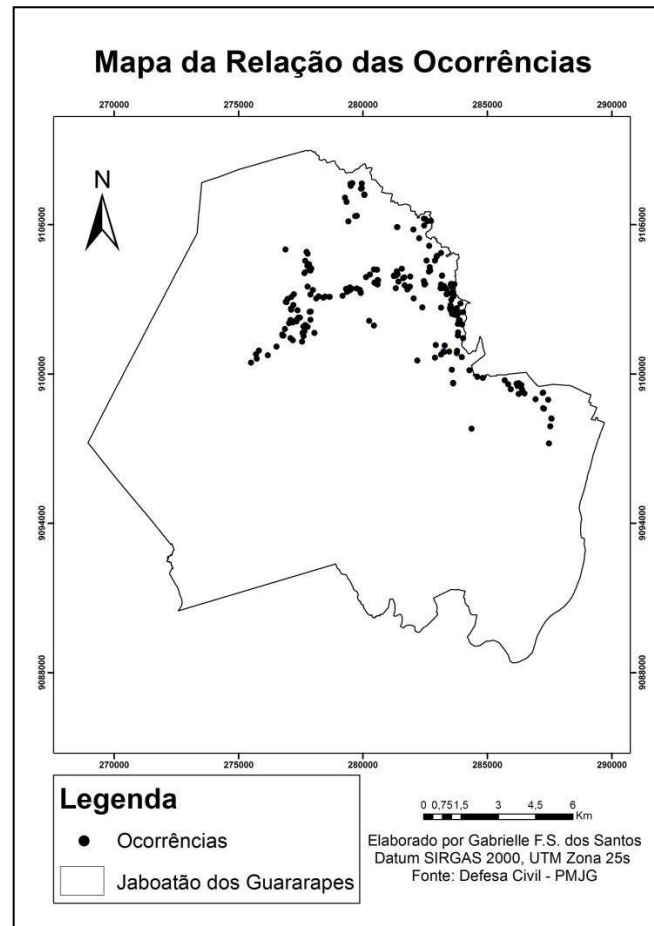 Mapa da Relação das Ocorrências
270000 275000 280000 285000 290000
N
9106000 9106000
9100000 9100000
9094000 9094000
9088000 9088000
270000 275000 280000 285000 290000
Legenda
Ocorrências
Jaboatão dos Guararapes
0 0,75 1,5 3 4,5 6
Km
Elaborado por Gabrielle F.S. dos Santos
Datum SIRGAS 2000, UTM Zona 25s
Fonte: Defesa Civil - PMJG